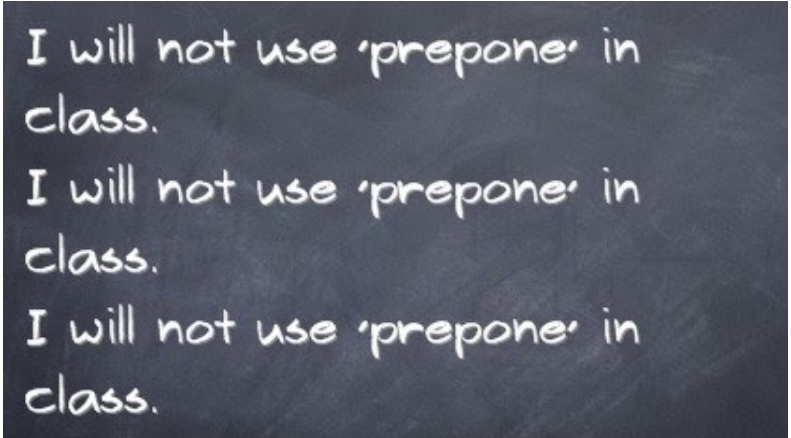 I will not use 'prepone' in
class.
I will not use 'prepone' in
class.
I will not use 'prepone' in
class.